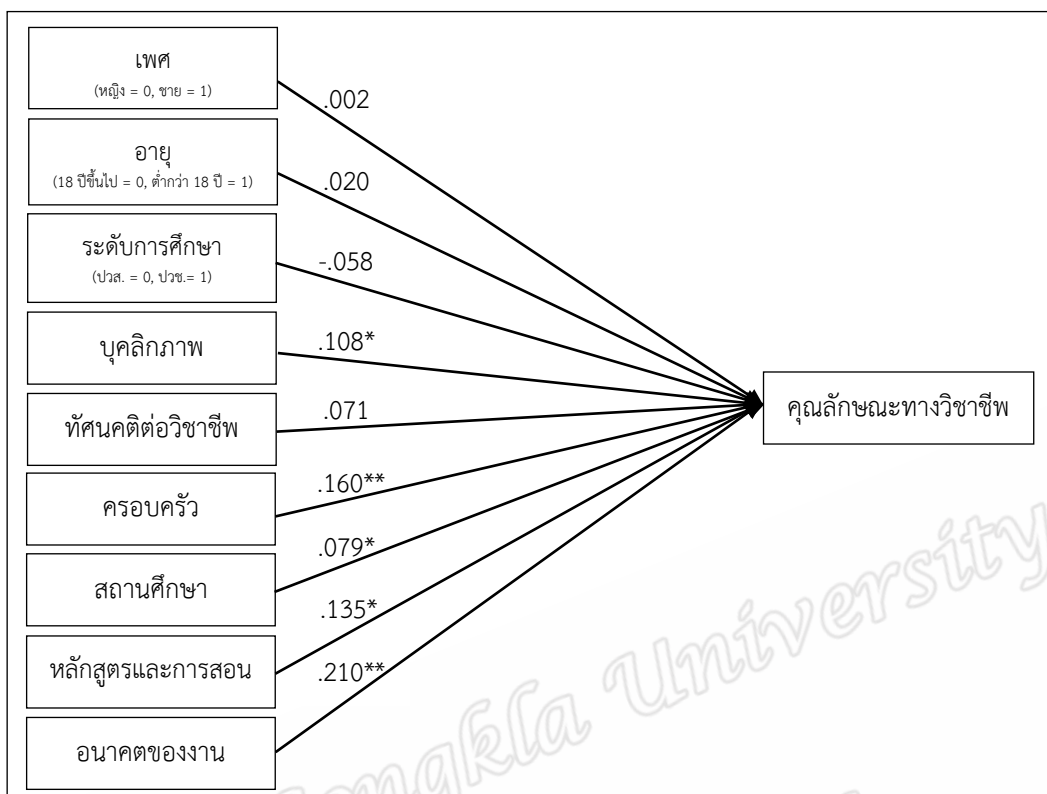 เพศ
(หญิง = 0, ชาย = 1)
.002
อายุ
(18 ปีขึ้นไป = 0, ต่ำกว่า 18 ปี = 1)
.020
ระดับการศึกษา
(ปวส. = 0, ปวช.= 1)
-.058
บุคลิกภาพ
.108*
ทัศนคติต่อวิชาชีพ
.071
คุณลักษณะทางวิชาชีพ
ครอบครัว
.160**
สถานศึกษา
.079*
หลักสูตรและการสอน
.135*
อนาคตของงาน
.210**
ongkla University